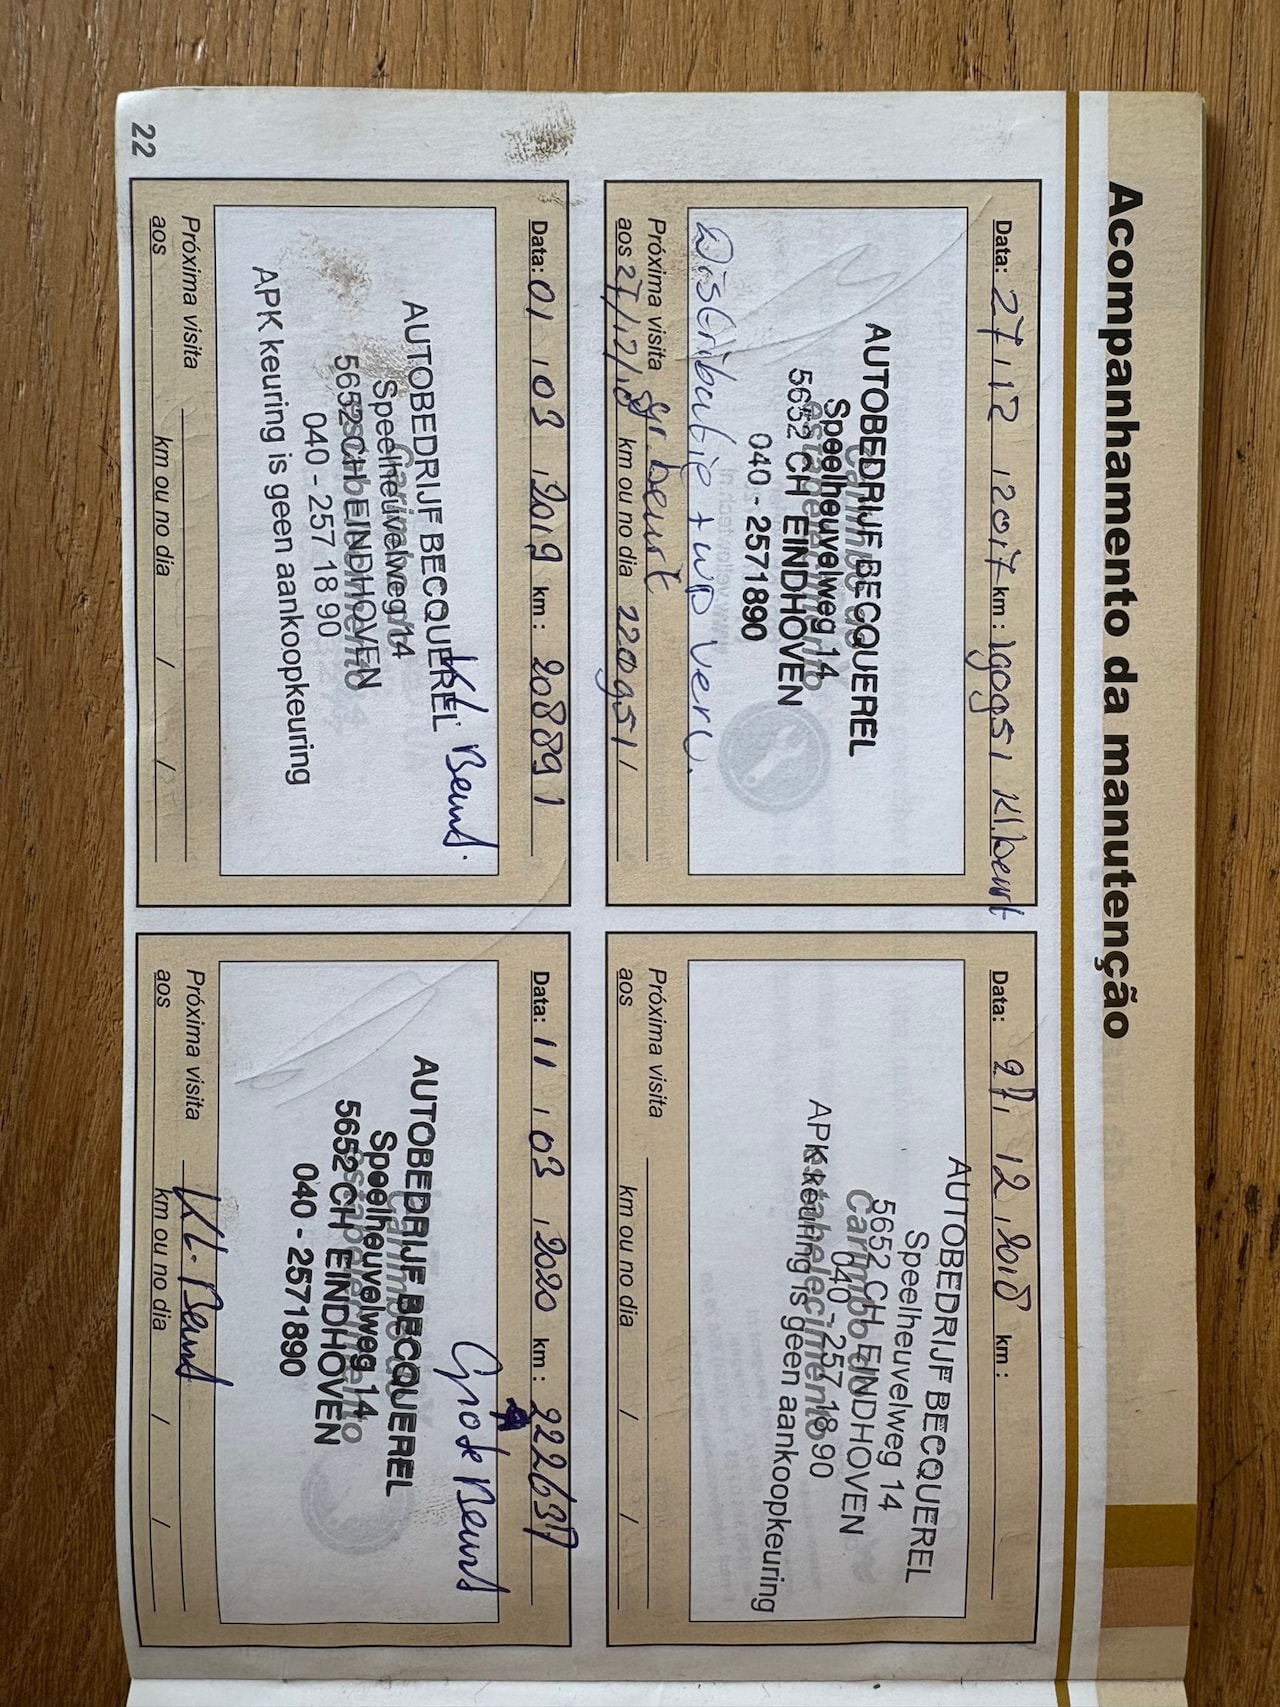 Acompanhamento da manutenção
Data: 27 / 12 / 2017 km: 190951 Kl. beurt
AUTOBEDRIJF BECQUEREL
Speelheuvelweg 14
5652 CH EINDHOVEN
040 - 2571890
Distributie + wp verv.
Próxima visita gr. beurt
aos 27/12/18 km ou no dia 220951 /
Data: 27 / 12 / 2018 km:
AUTOBEDRIJF BECQUEREL
Speelheuvelweg 14
5652 CH EINDHOVEN
Carimbo do
040 - 257 18 90
estabelecimento
APK keuring is geen aankoopkeuring
Próxima visita
aos km ou no dia / /
Data: 01 / 03 / 2019 km: 208891
Kl. Beurt.
AUTOBEDRIJF BECQUEREL
Speelheuvelweg 14
5652 CH EINDHOVEN
040 - 257 18 90
APK keuring is geen aankoopkeuring
Próxima visita
aos km ou no dia / /
Data: 11 / 03 / 2020 km: 222637
Grote Beurt
AUTOBEDRIJF BECQUEREL
Speelheuvelweg 14
5652 CH EINDHOVEN
040 - 2571890
Próxima visita Kl. Beurt
aos km ou no dia / /
22